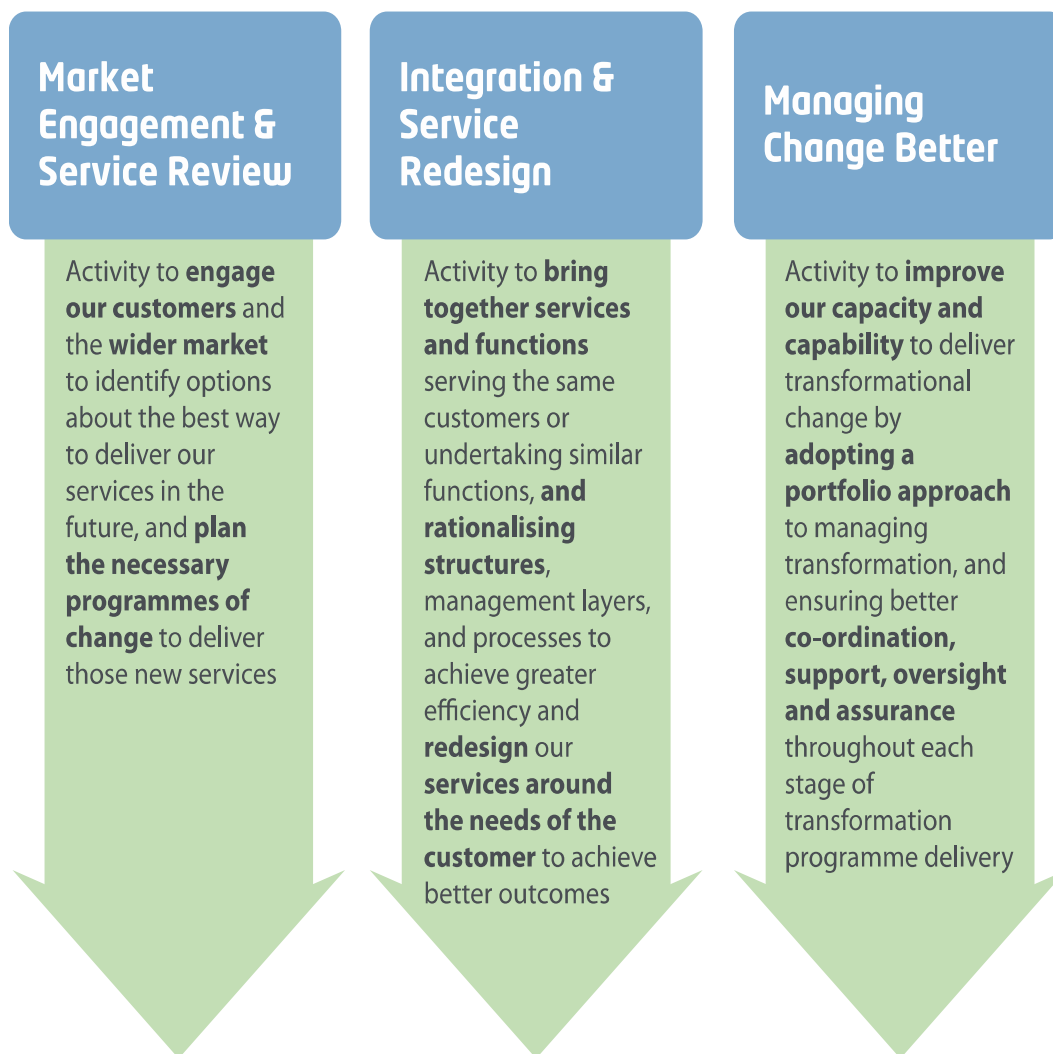 Market
Engagement &
Service Review
Activity to engage
our customers and
the wider market
to identify options
about the best way
to deliver our
services in the
future, and plan
the necessary
programmes of
change to deliver
those new services
Integration &
Service
Redesign
Activity to bring
together services
and functions
serving the same
customers or
undertaking similar
functions, and
rationalising
structures,
management layers,
and processes to
achieve greater
efficiency and
redesign our
services around
the needs of the
customer to achieve
better outcomes
Managing
Change Better
Activity to improve
our capacity and
capability to deliver
transformational
change by
adopting a
portfolio approach
to managing
transformation, and
ensuring better
co-ordination,
support, oversight
and assurance
throughout each
stage of
transformation
programme delivery